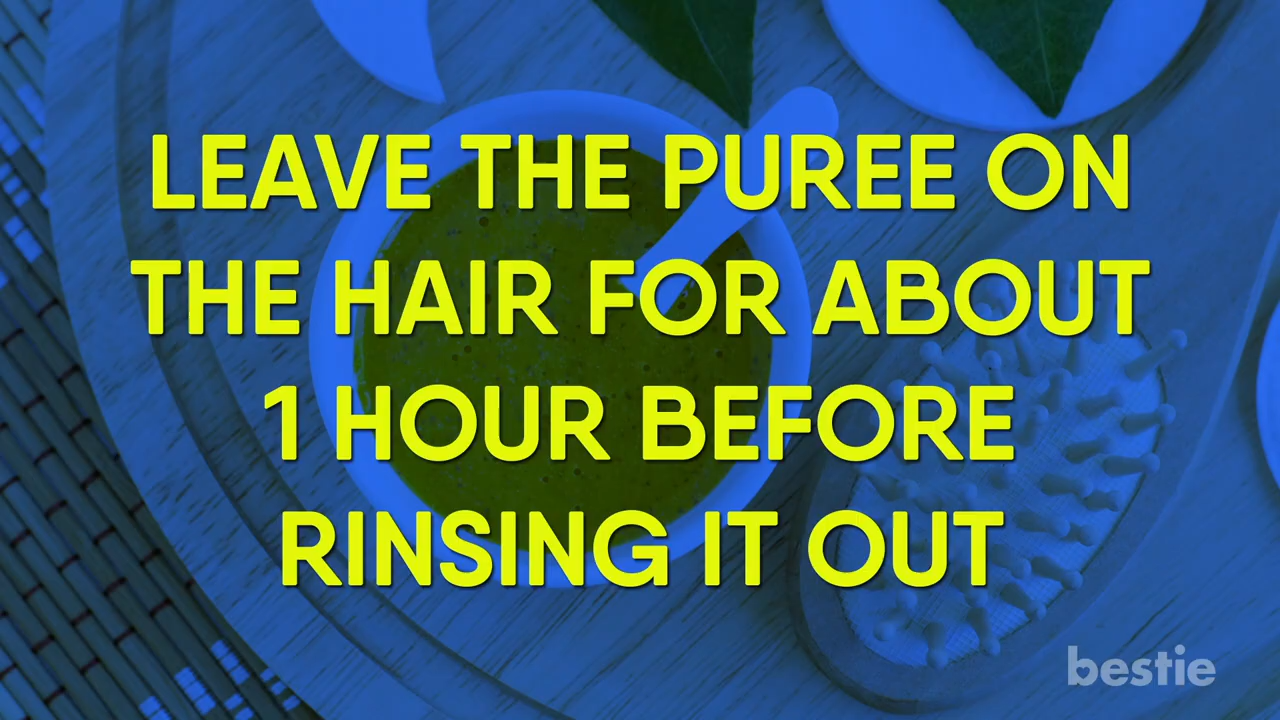 LEAVE THE PUREE ON
THE HAIR FOR ABOUT
1 HOUR BEFORE
RINSING IT OUT
bestie